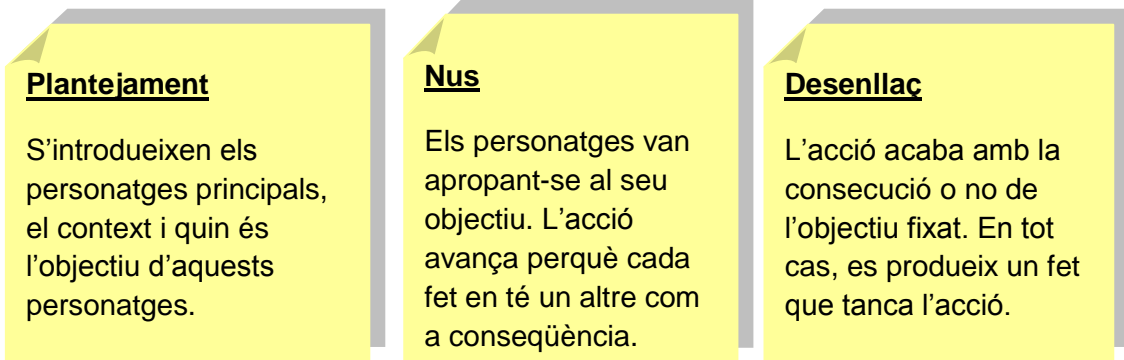 Plantejament
S’introdueixen els
personatges principals,
el context i quin és
l’objectiu d’aquests
personatges.
Nus
Els personatges van
apropant-se al seu
objectiu. L’acció
avança perquè cada
fet en té un altre com
a conseqüència.
Desenllaç
L’acció acaba amb la
consecució o no de
l’objectiu fixat. En tot
cas, es produeix un fet
que tanca l’acció.